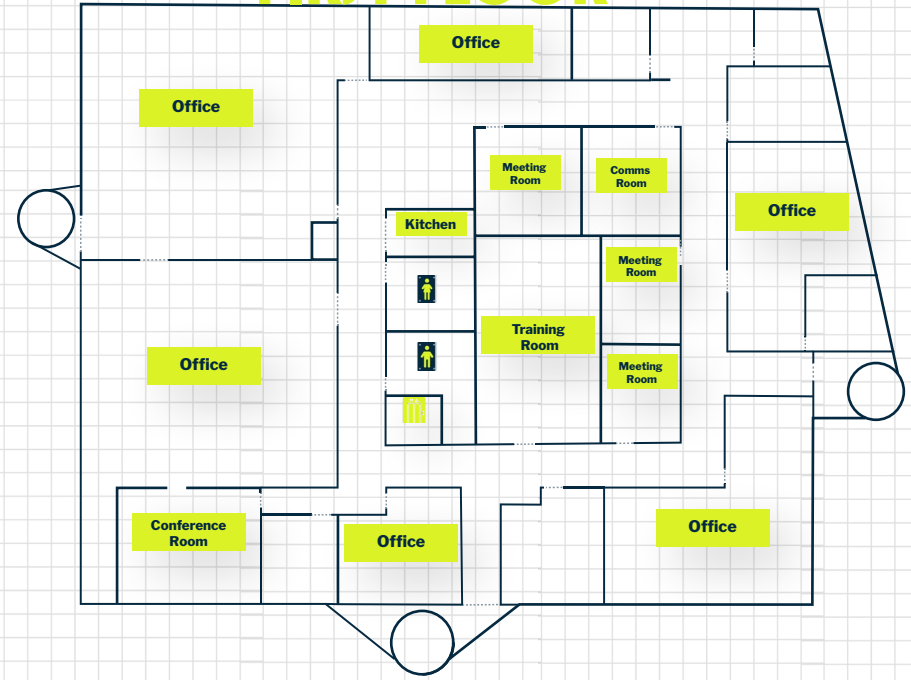 Office
Office
Meeting
Room
Comms
Room
Office
Kitchen
Meeting
Room
Training
Room
Office
Meeting
Room
Conference
Room
Office
Office